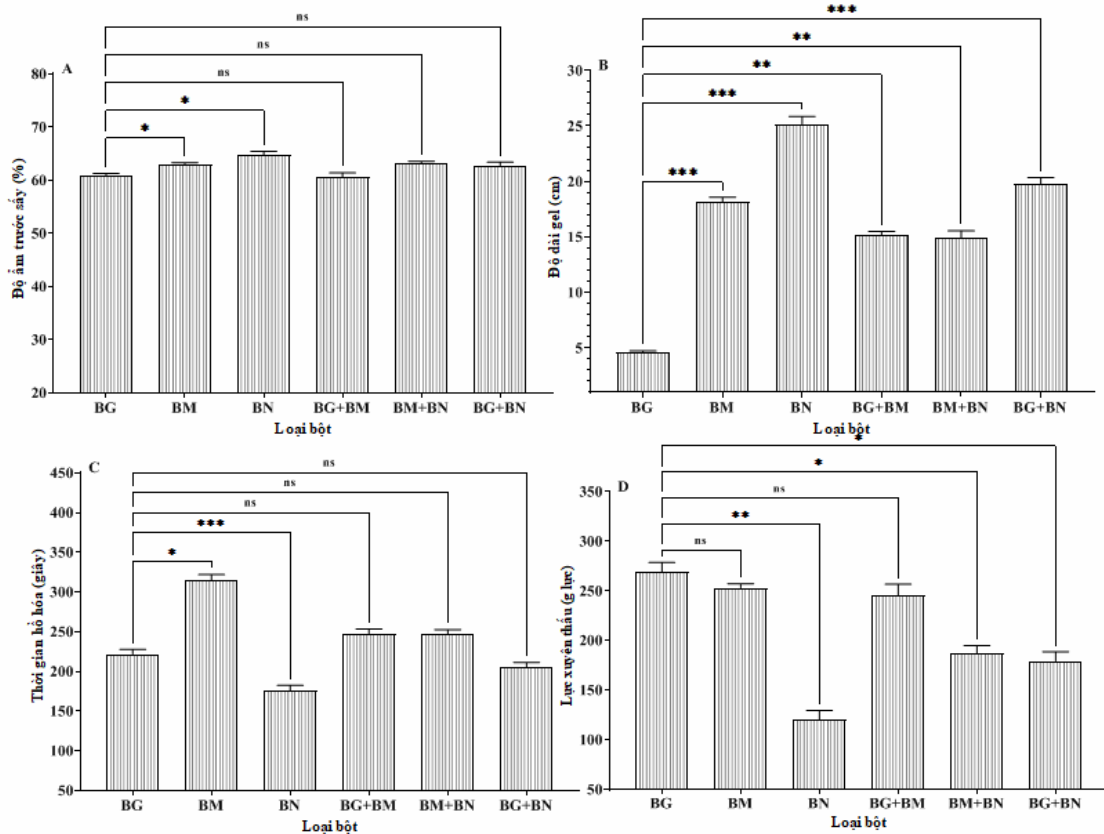 A
ns
ns
ns
*
*
80
70
60
50
40
30
20
Độ ẩm trước sấy (%)
BG BM BN BG+BM BM+BN BG+BN
Loại bột
B
***
**
**
***
***
30
25
20
15
10
5
Độ dài gel (cm)
BG BM BN BG+BM BM+BN BG+BN
Loại bột
C
ns
ns
ns
***
*
450
400
350
300
250
200
150
100
50
Thời gian hồ hóa (giây)
BG BM BN BG+BM BM+BN BG+BN
Loại bột
D
*
*
ns
**
ns
350
300
250
200
150
100
50
Lực xuyên thấu (g lực)
BG BM BN BG+BM BM+BN BG+BN
Loại bột